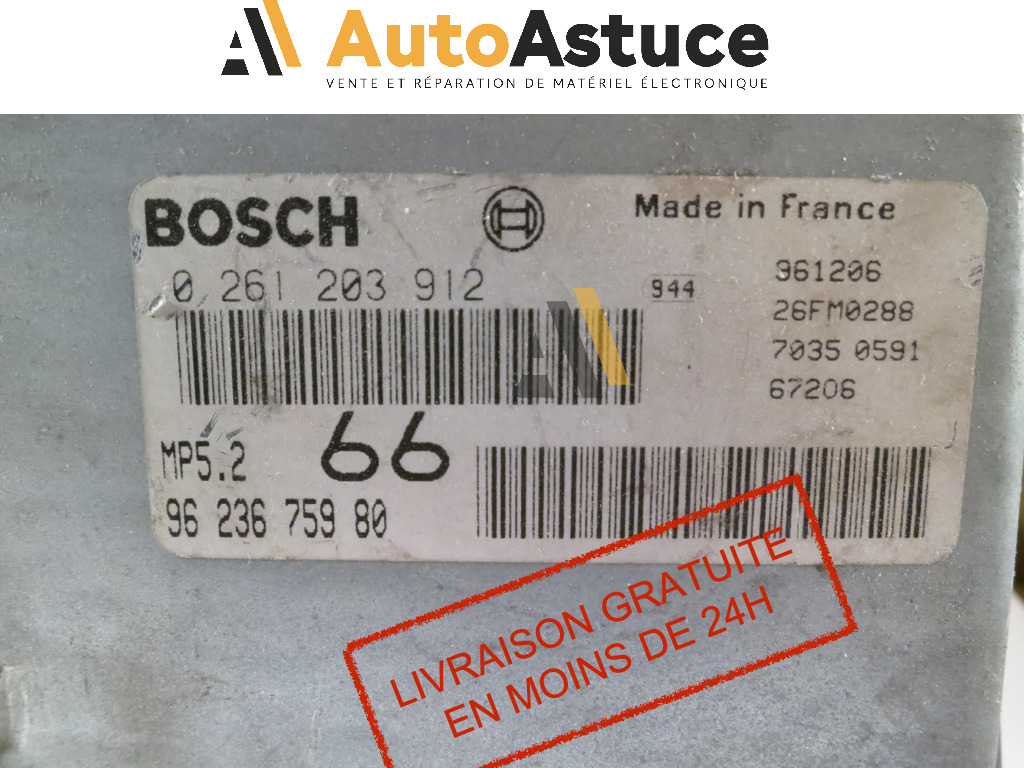 AutoAstuce
VENTE ET RÉPARATION DE MATÉRIEL ÉLECTRONIQUE
BOSCH
Made in France
0 261 203 912
944
961206
26FM0288
7035 0591
67206
MP5.2
66
96 236 759 80
LIVRAISON GRATUITE
EN MOINS DE 24H